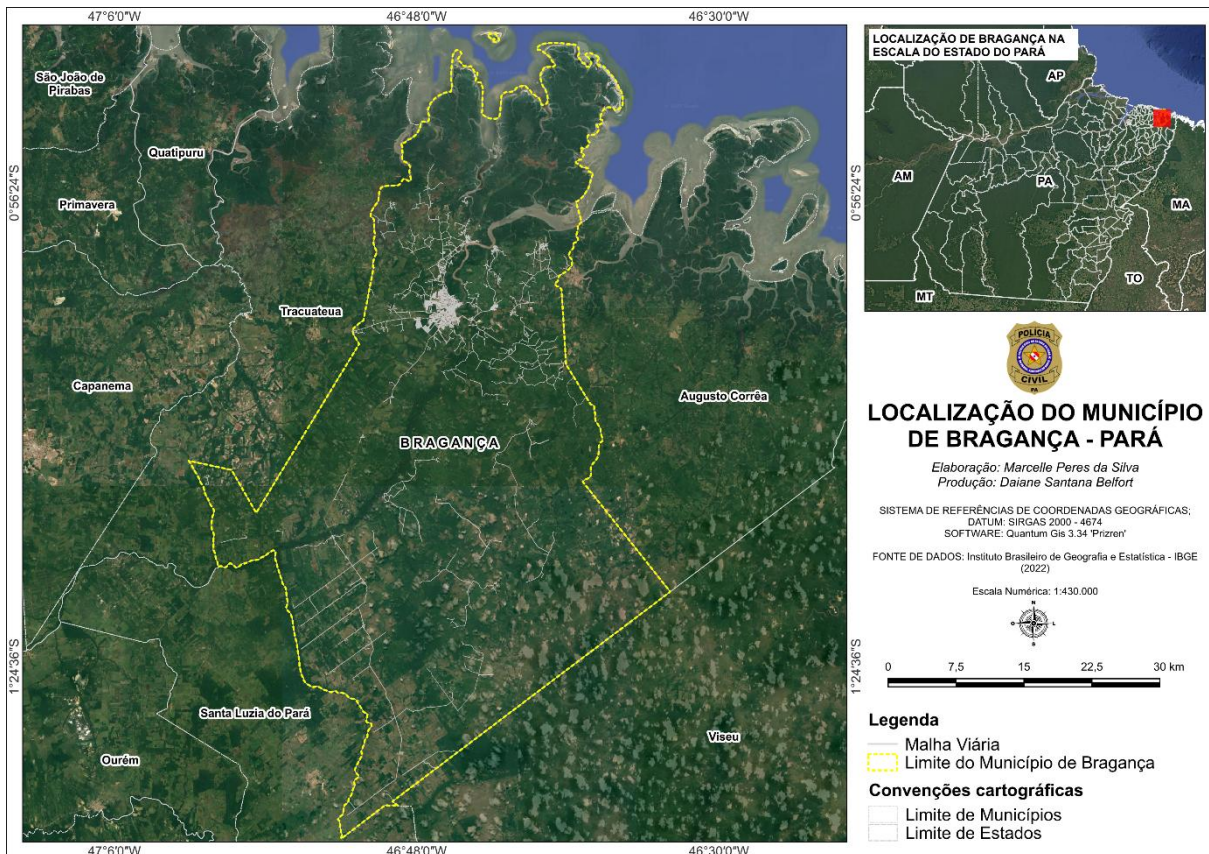 47°6'0"W
46°48'0"W
46°30'0"W
0°56'24"S
1°24'36"S
São João de
Pirabas
Quatipuru
Primavera
Tracuateua
Capanema
BRAGANÇA
Augusto Corrêa
Santa Luzia do Pará
Ourém
Viseu
0°56'24"S
1°24'36"S
47°6'0"W
46°48'0"W
46°30'0"W
LOCALIZAÇÃO DE BRAGANÇA NA
ESCALA DO ESTADO DO PARÁ
AP
AM
PA
MA
TO
MT
POLÍCIA
CIVIL
PA
LOCALIZAÇÃO DO MUNICÍPIO
DE BRAGANÇA - PARÁ
Elaboração: Marcelle Peres da Silva
Produção: Daiane Santana Belfort
SISTEMA DE REFERÊNCIAS DE COORDENADAS GEOGRÁFICAS;
DATUM: SIRGAS 2000 - 4674
SOFTWARE: Quantum Gis 3.34 'Prizren'
FONTE DE DADOS: Instituto Brasileiro de Geografia e Estatística - IBGE
(2022)
Escala Numérica: 1:430.000
N
O L
S
0 7,5 15 22,5 30 km
Legenda
Malha Viária
Limite do Município de Bragança
Convenções cartográficas
Limite de Municípios
Limite de Estados